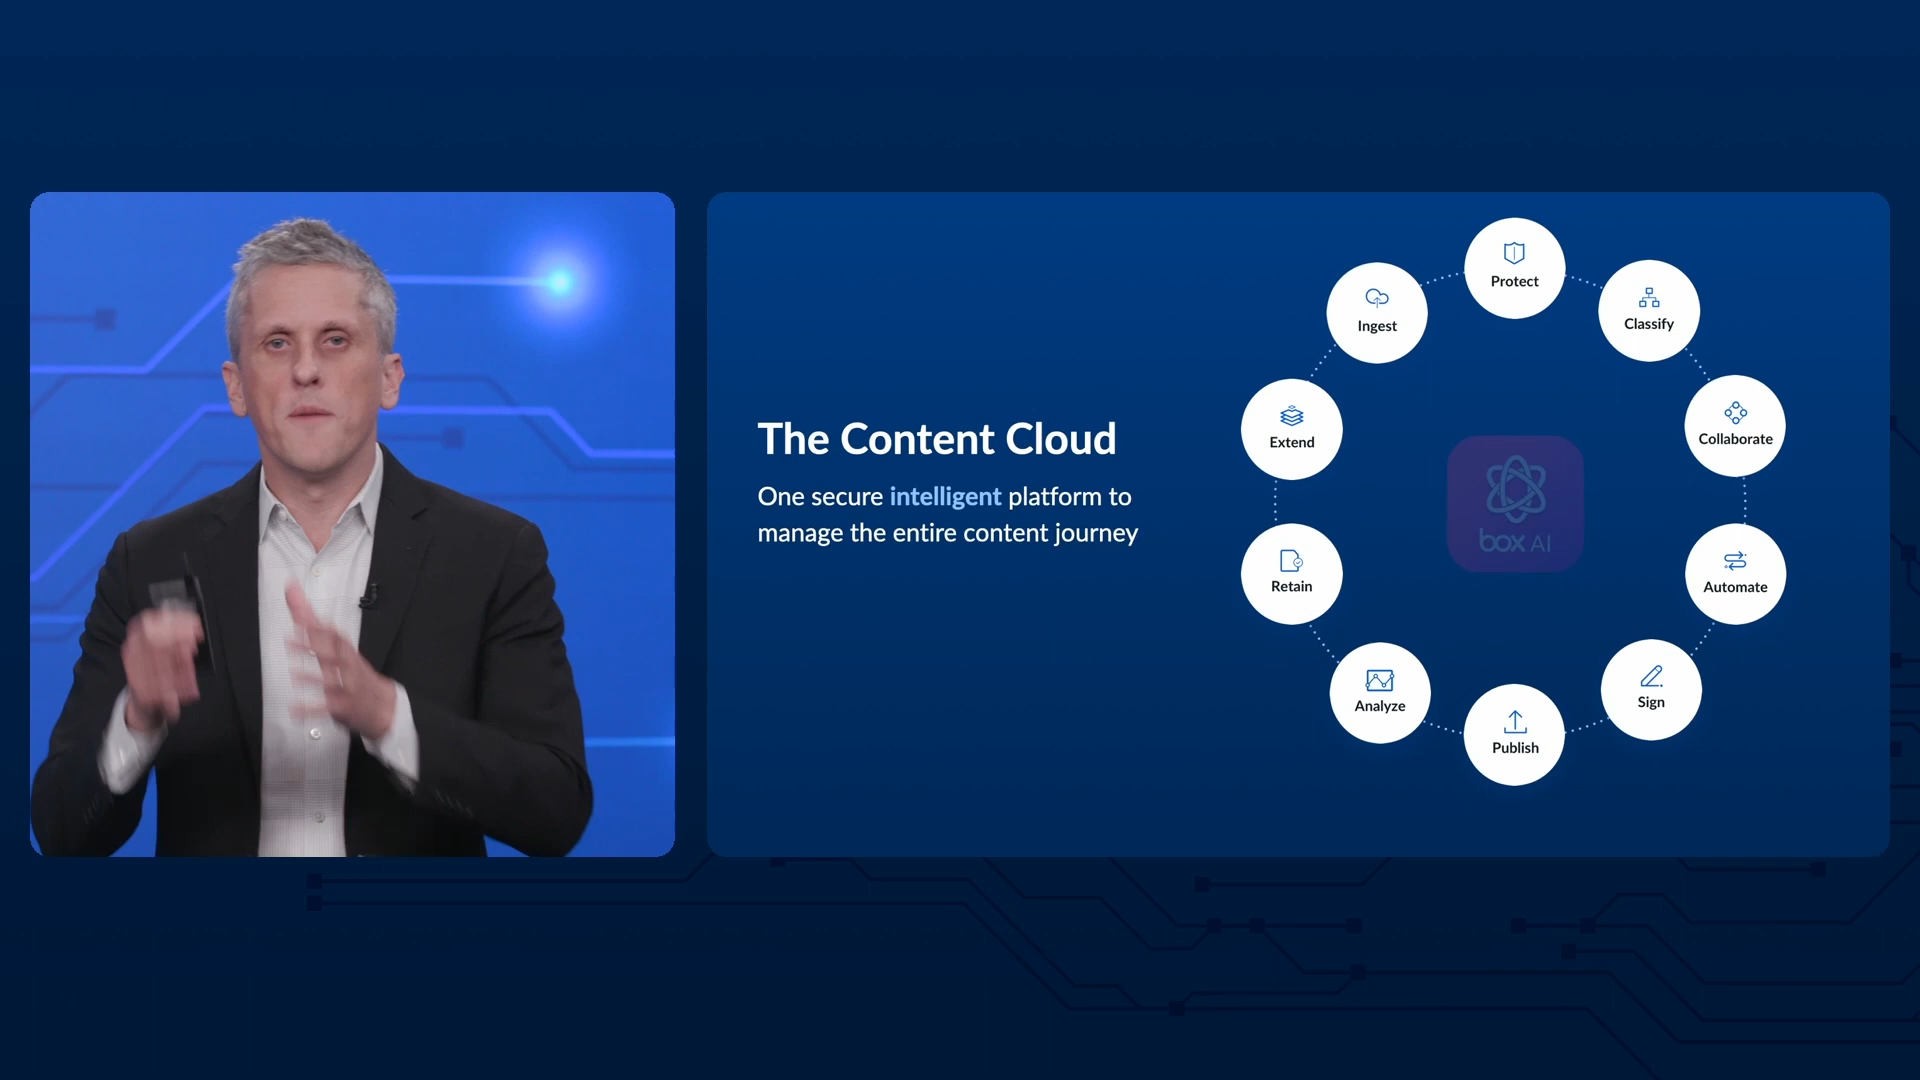 The Content Cloud
One secure intelligent platform to
manage the entire content journey
Protect
Classify
Collaborate
Automate
Sign
Publish
Analyze
Retain
Extend
Ingest
box AI